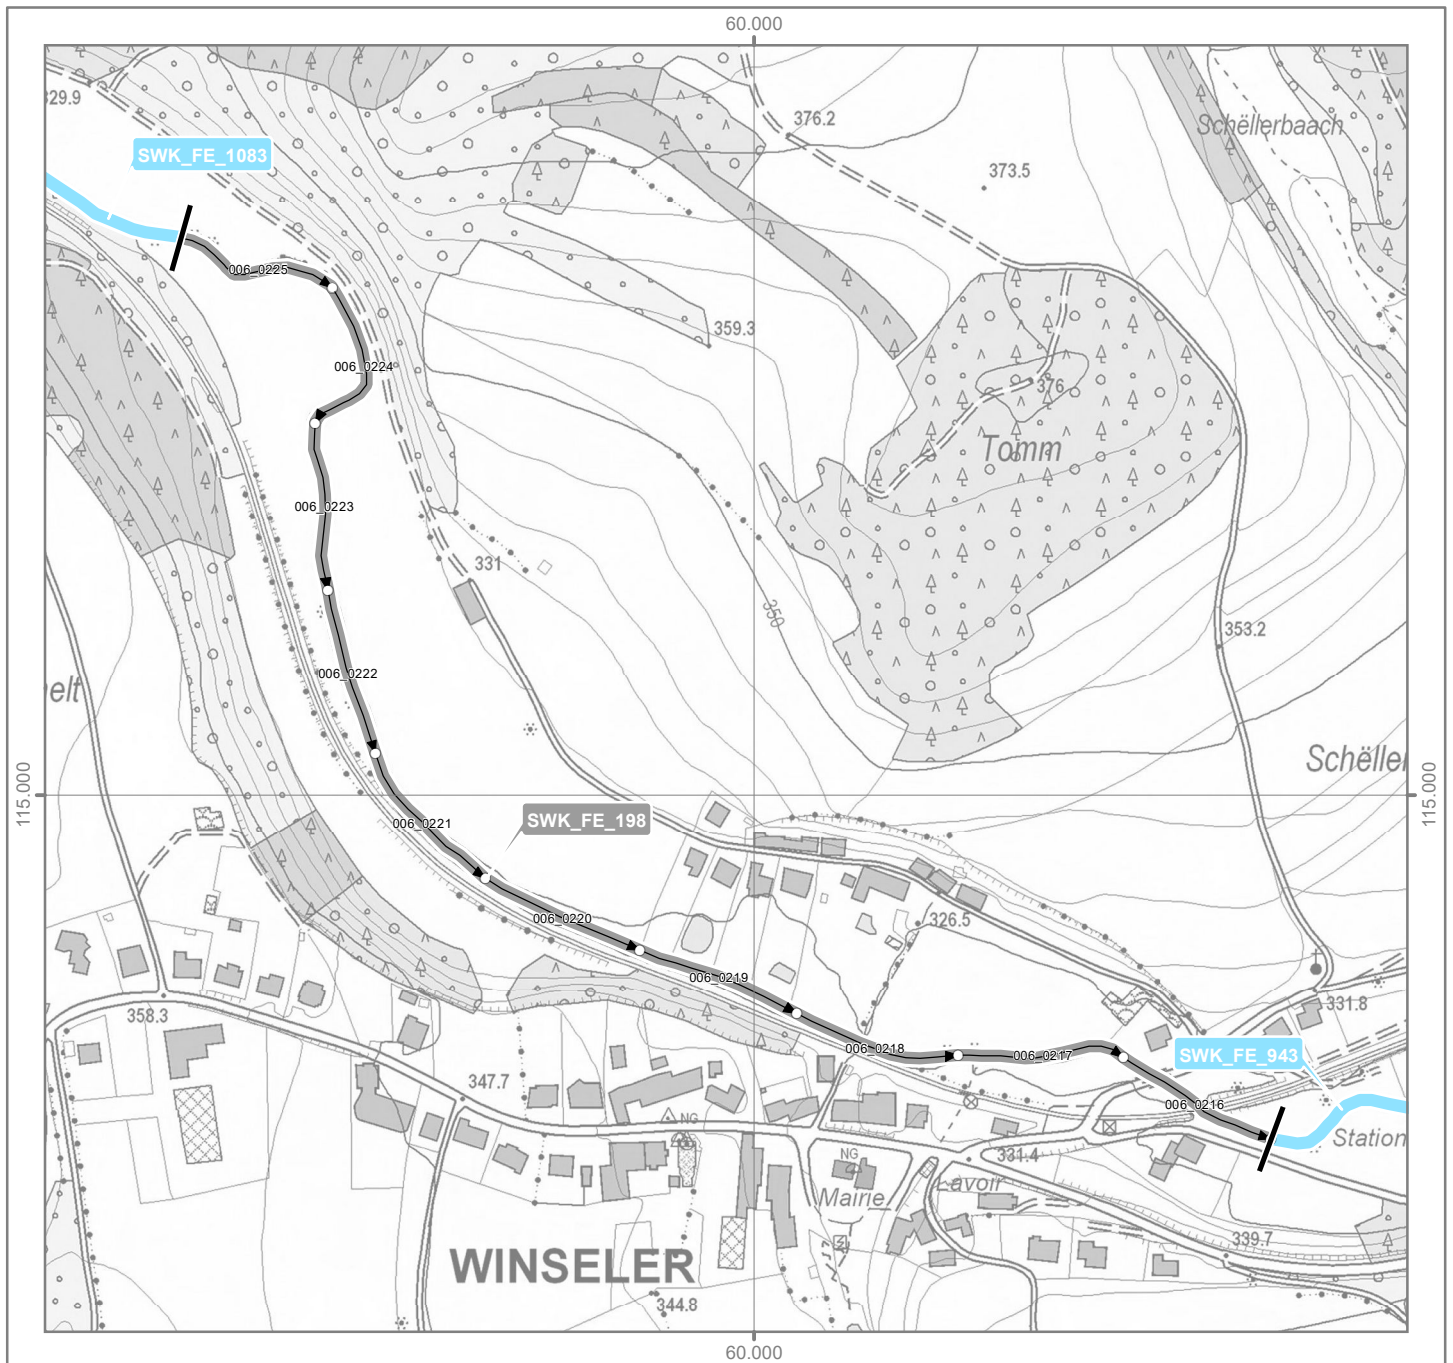 60.000
329.9
376.2
Schëllerbaach
SWK_FE_1083
373.5
006_0225
359.3
006_0224
376
Tomm
006_0223
331
350
353.2
006_0222
elt
Schëller
115.000
115.000
SWK_FE_198
006_0221
006_0220
326.5
006_0219
331.8
358.3
006_0218
006_0217
SWK_FE_943
347.7
006_0216
NG
Station
NG
331.4
Mairie
Lavoir
339.7
WINSELER
344.8
60.000